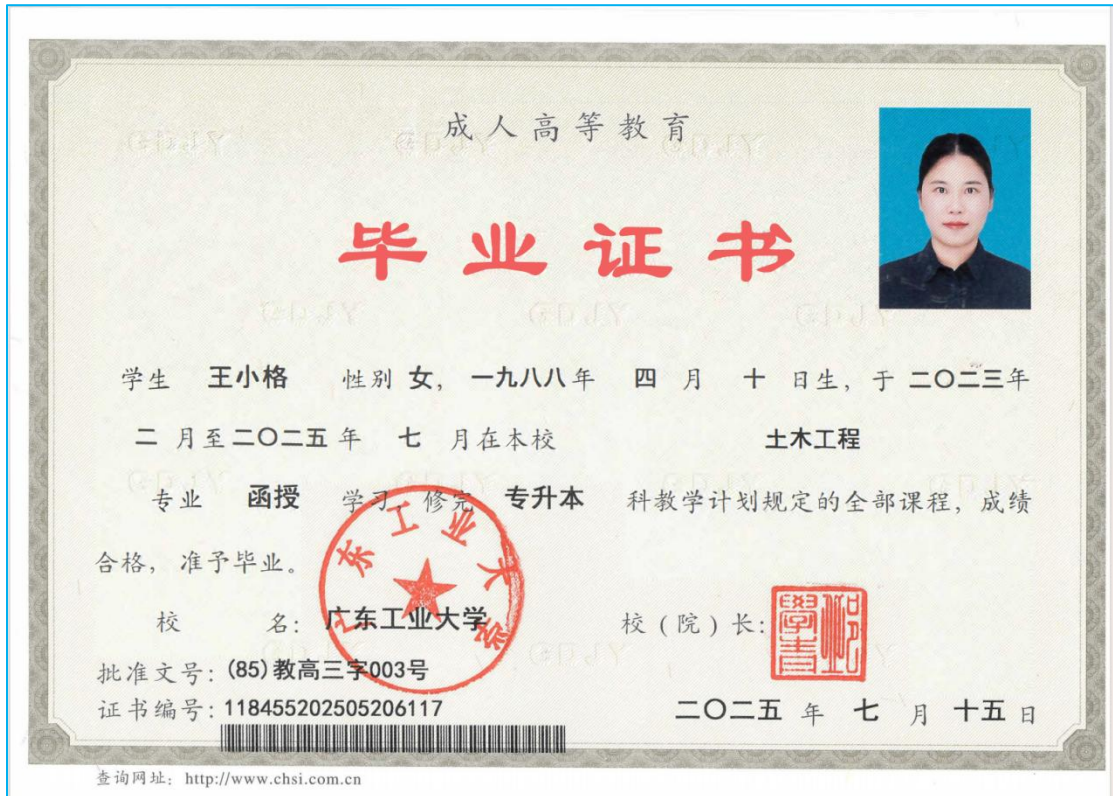 成人高等教育
毕业证书
学生 王小格 性别 女， 一九八八年 四 月 十 日生，于 二〇二三年
二 月至 二〇二五 年 七 月在本校 土木工程
专业 函授 学习，修完 专升本 科教学计划规定的全部课程，成绩
合格，准予毕业。
广东工业大学
校 名：广东工业大学 校（院）长：
批准文号：(85)教高三字003号
证书编号：118455202505206117
二〇二五 年 七 月 十五 日
查询网址：http://www.chsi.com.cn